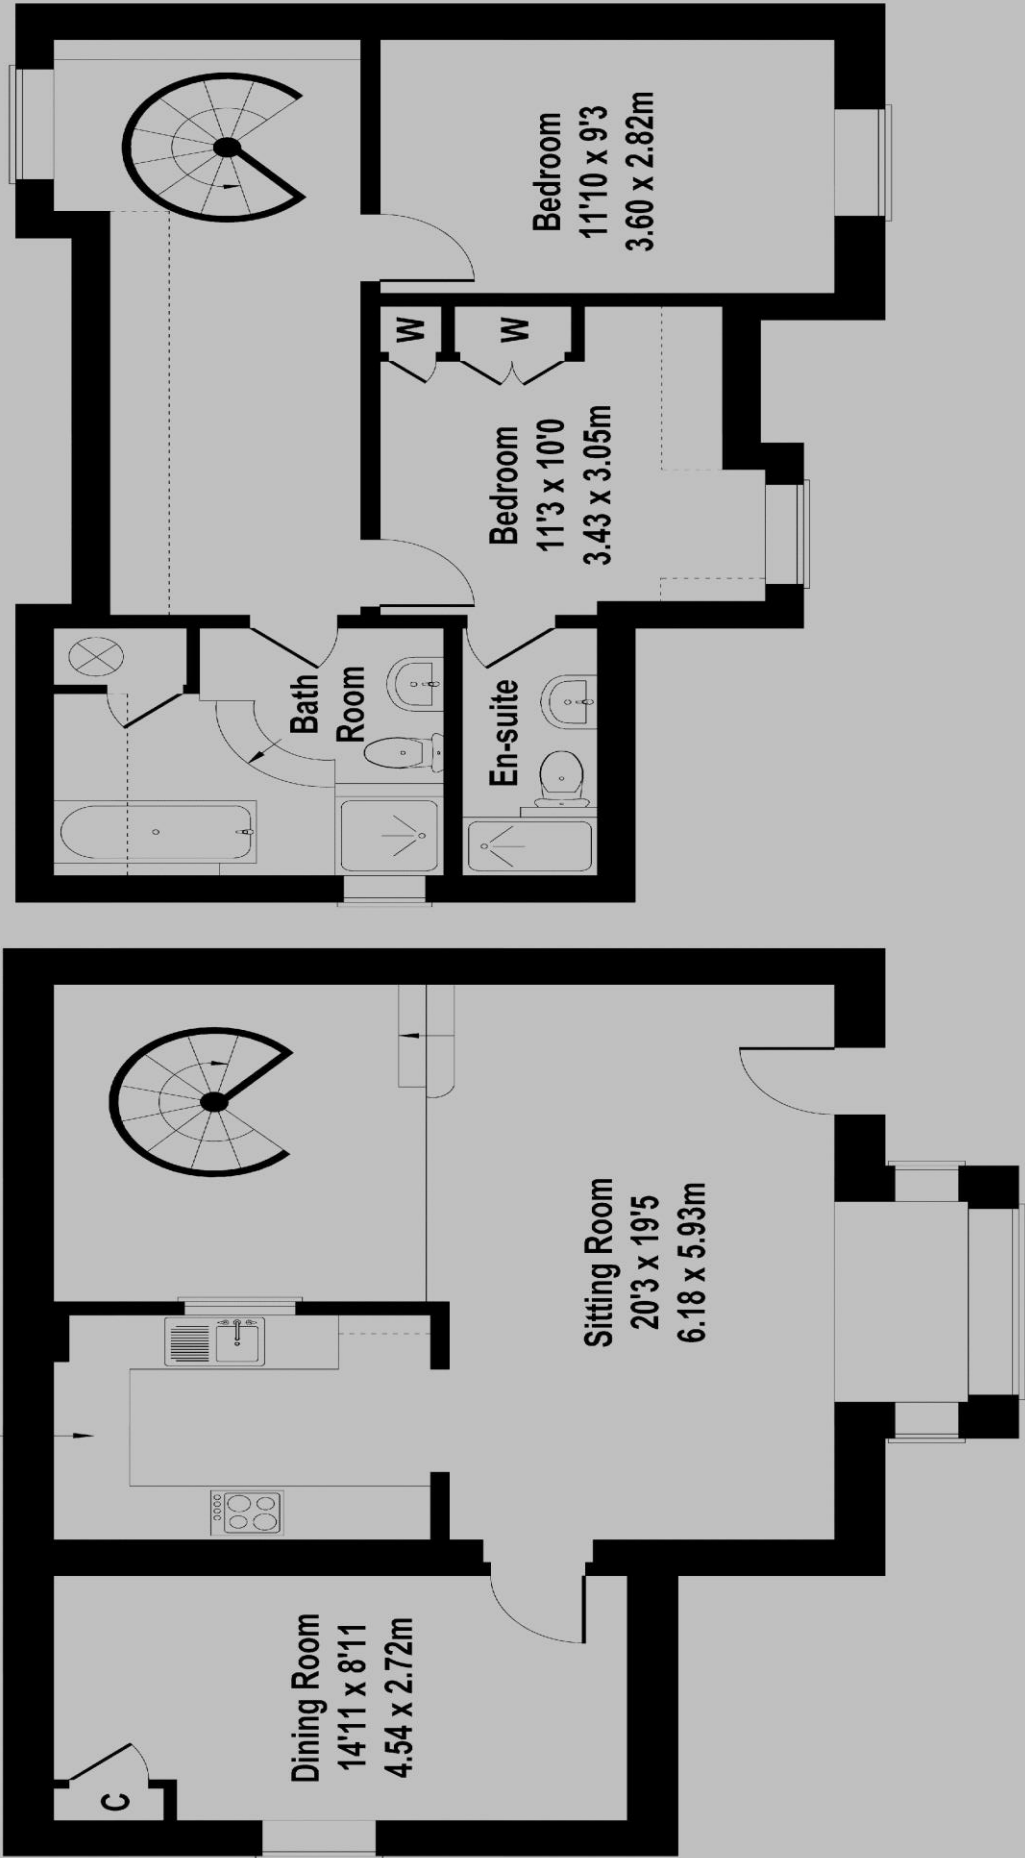 Dining Room
14'11 x 8'11
4.54 x 2.72m
C
Sitting Room
20'3 x 19'5
6.18 x 5.93m
Bath
Room
En-suite
Bedroom
11'3 x 10'0
3.43 x 3.05m
W
W
Bedroom
11'10 x 9'3
3.60 x 2.82m